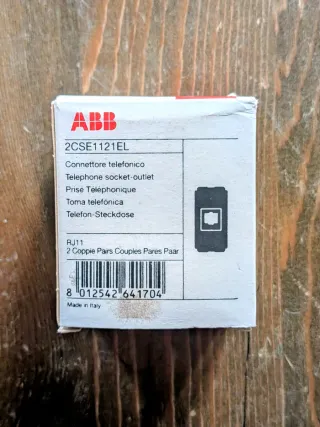 ABB
2CSE1121EL
Connettore telefonico
Telephone socket-outlet
Prise Telephonique
Toma telefónica
Telefon-Steckdose
RJ11
2 Coppie Pairs Couples Pares Paar
8 012542 641704
Made in Italy